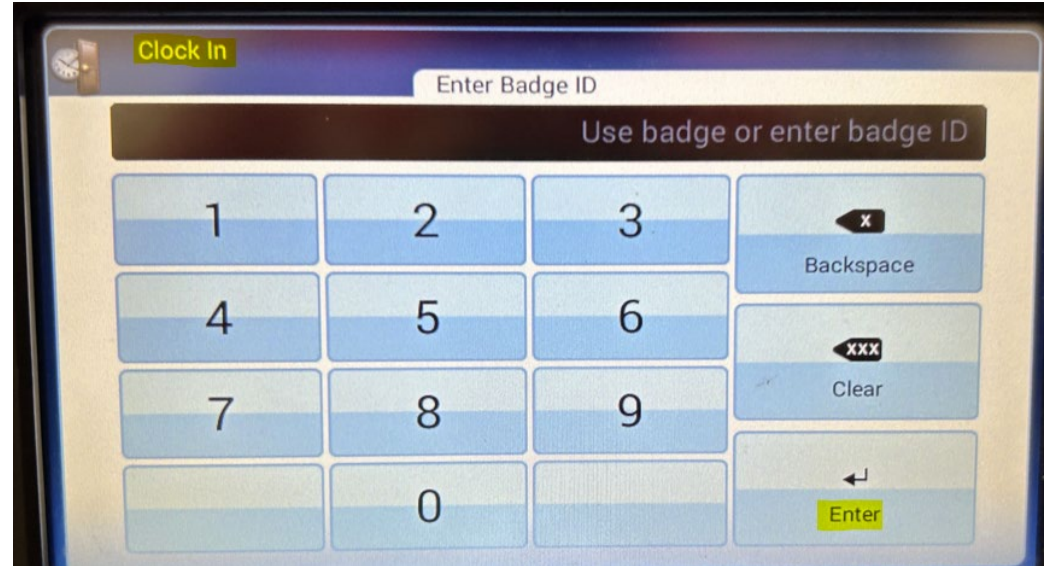 Clock In
Enter Badge ID
Use badge or enter badge ID
1 2 3
X
Backspace
4 5 6
XXX
Clear
7 8 9
0
Enter